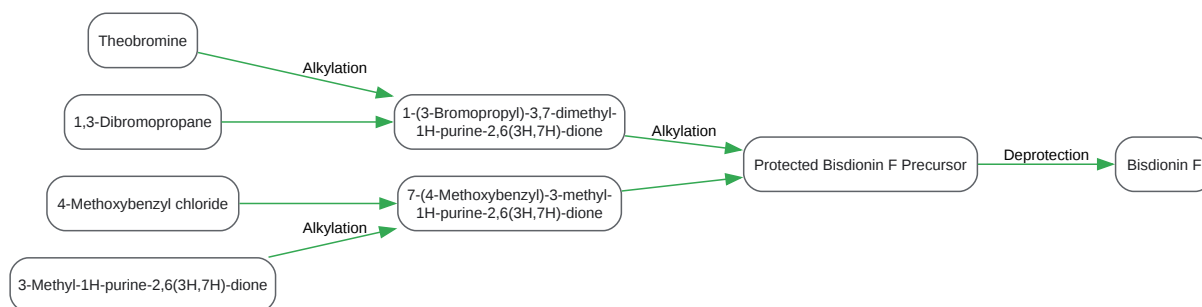 Theobromine
Alkylation
1,3-Dibromopropane
1-(3-Bromopropyl)-3,7-dimethyl-
1H-purine-2,6(3H,7H)-dione
Alkylation
Protected Bisdionin F Precursor
Deprotection
Bisdionin F
4-Methoxybenzyl chloride
7-(4-Methoxybenzyl)-3-methyl-
1H-purine-2,6(3H,7H)-dione
Alkylation
3-Methyl-1H-purine-2,6(3H,7H)-dione